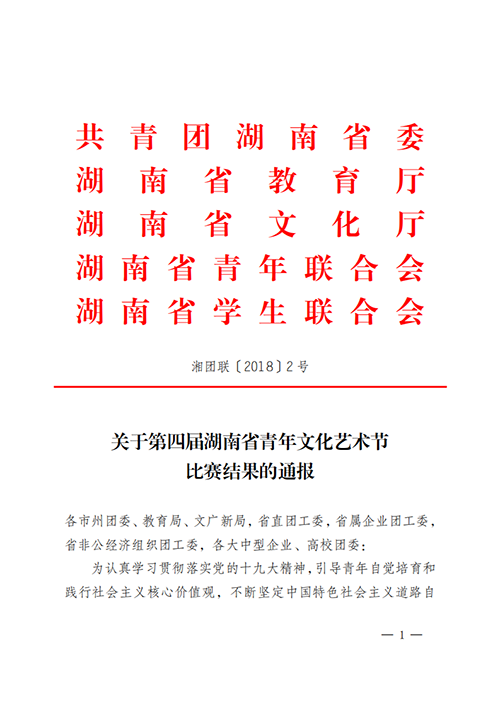 共青团湖南省委
湖南省教育厅
湖南省文化厅
湖南省青年联合会
湖南省学生联合会
湘团联〔2018〕2号
关于第四届湖南省青年文化艺术节
比赛结果的通报
各市州团委、教育局、文广新局，省直团工委，省属企业团工委，
省非公经济组织团工委，各大中型企业、高校团委：
为认真学习贯彻落实党的十九大精神，引导青年自觉培育和
践行社会主义核心价值观，不断坚定中国特色社会主义道路自
— 1 —